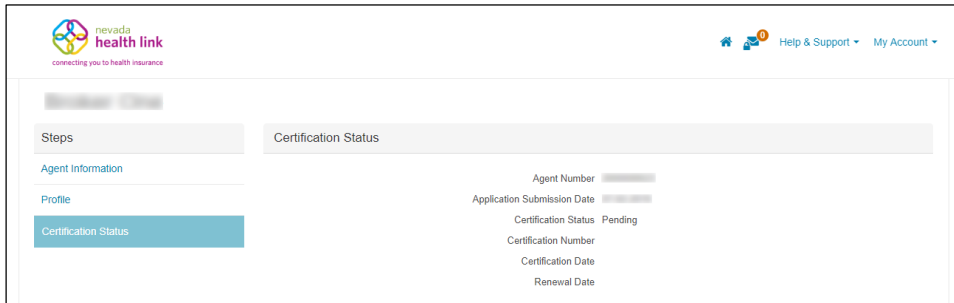 nevada
health link
connecting you to health insurance
0
Help & Support
My Account
Steps
Certification Status
Agent Information
Profile
Certification Status
Agent Number
Application Submission Date
Certification Status Pending
Certification Number
Certification Date
Renewal Date